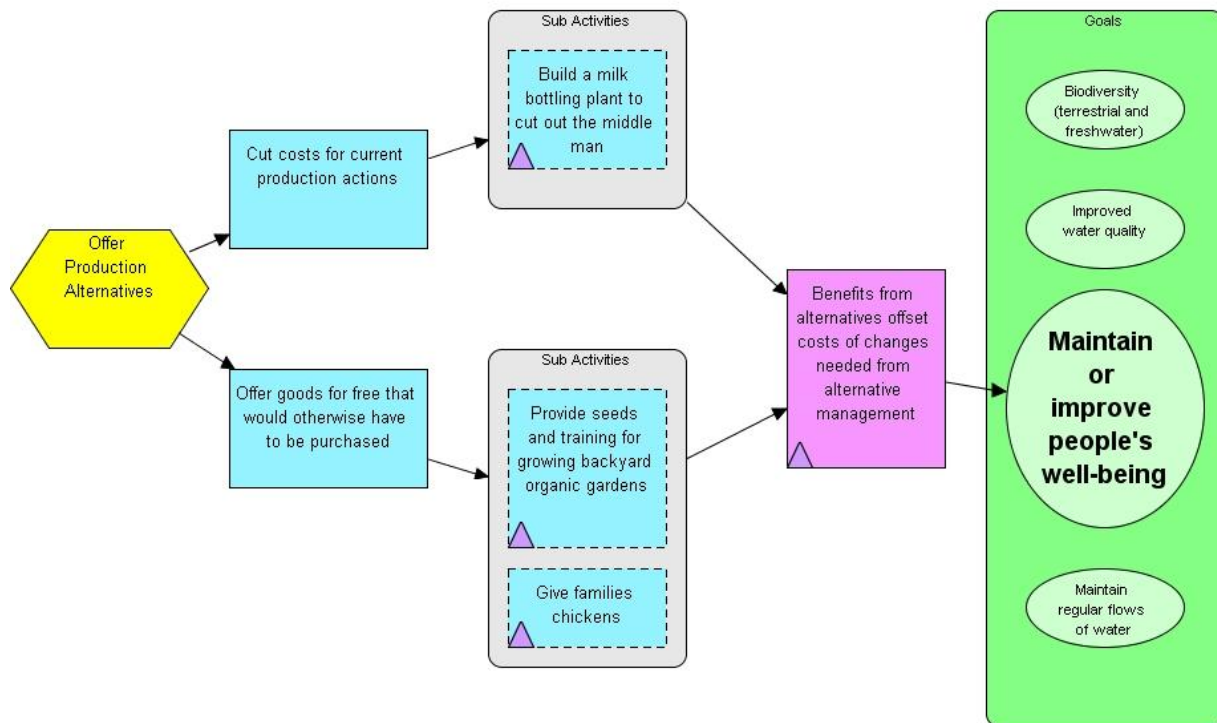 Offer
Production
Alternatives
Cut costs for current
production actions
Offer goods for free that
would otherwise have
to be purchased
Sub Activities
Build a milk
bottling plant to
cut out the middle
man
Sub Activities
Provide seeds
and training for
growing backyard
organic gardens
Give families
chickens
Benefits from
alternatives offset
costs of changes
needed from
alternative
management
Goals
Biodiversity
(terrestrial and
freshwater)
Improved
water quality
Maintain
or
improve
people's
well-being
Maintain
regular flows
of water